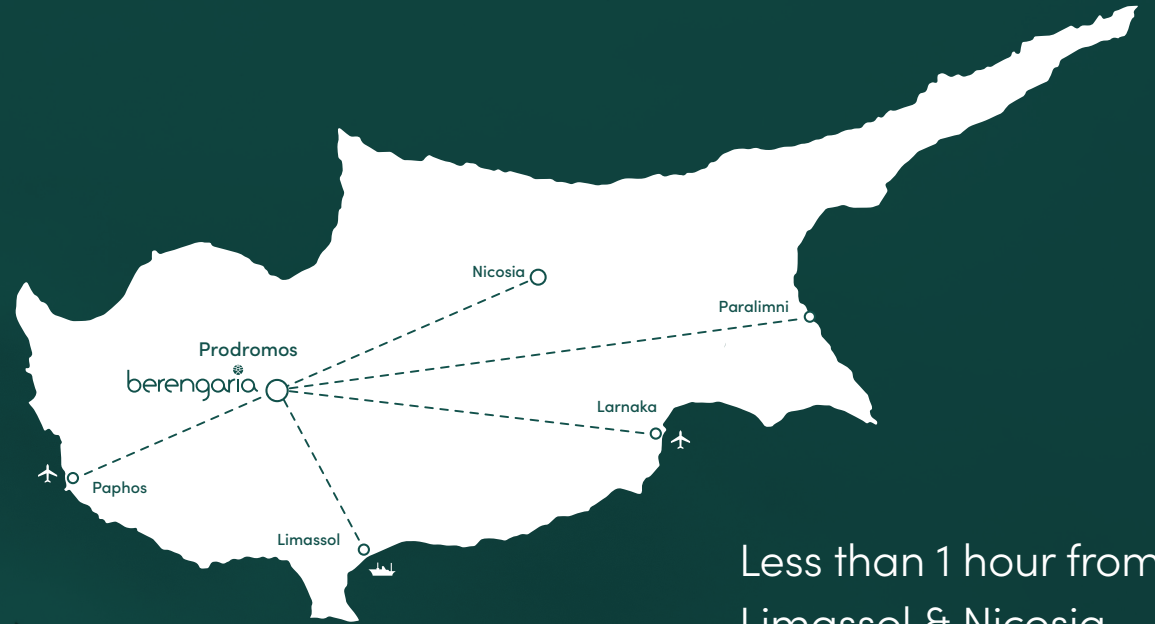 Nicosia
Paralimni
Prodromos
berengaria
Larnaka
Paphos
Limassol
Less than 1 hour from
Limassol & Nicosia